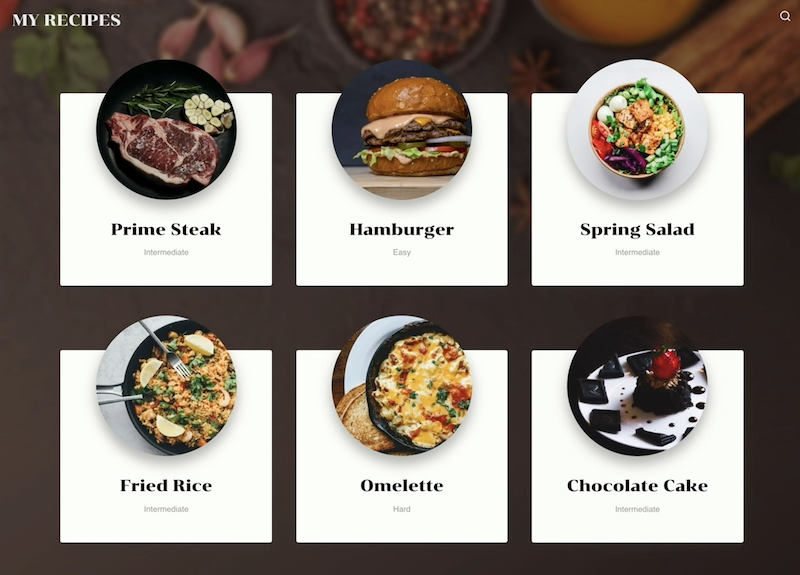 MY RECIPES
Prime Steak
Intermediate
Hamburger
Easy
Spring Salad
Intermediate
Fried Rice
Intermediate
Omelette
Hard
Chocolate Cake
Intermediate